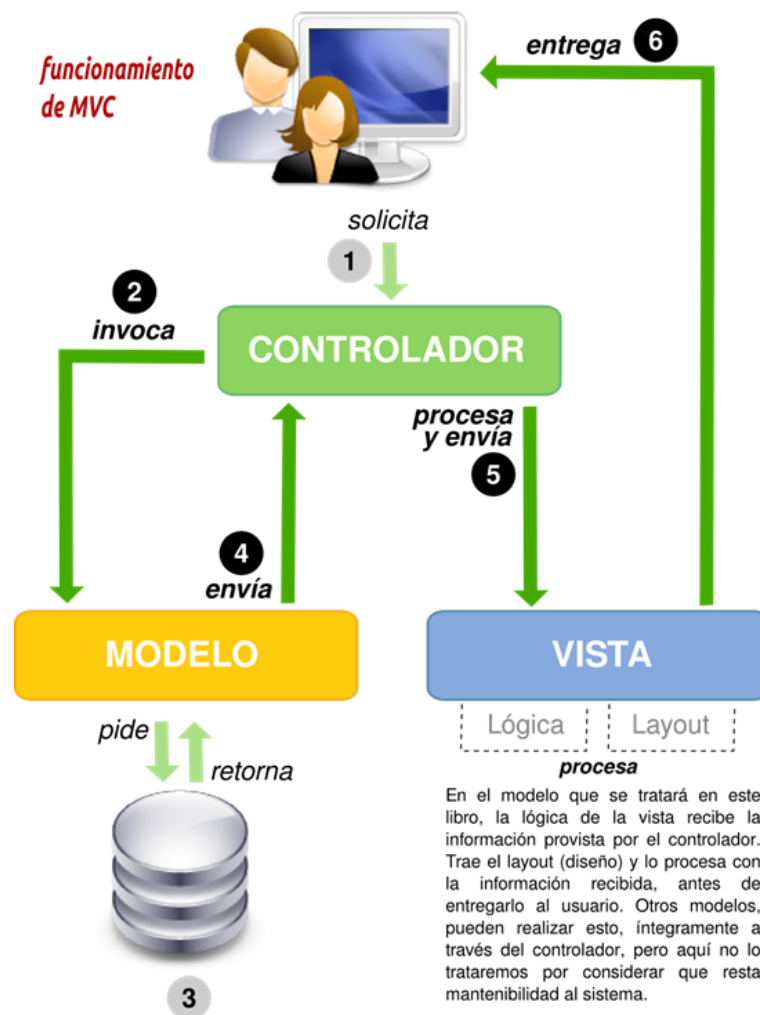 funcionamiento
de MVC
entrega 6
solicita
1
2
invoca
CONTROLADOR
procesa
y envía
5
4
envía
MODELO
VISTA
pide
retorna
3
Lógica
Layout
procesa
En el modelo que se tratará en este
libro, la lógica de la vista recibe la
información provista por el controlador.
Trae el layout (diseño) y lo procesa con
la información recibida, antes de
entregarlo al usuario. Otros modelos,
pueden realizar esto, íntegramente a
través del controlador, pero aquí no lo
trataremos por considerar que resta
mantenibilidad al sistema.